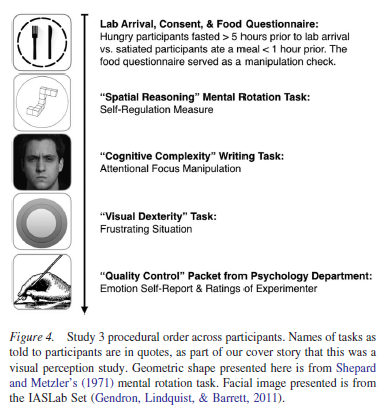 Lab Arrival, Consent, & Food Questionnaire:
Hungry participants fasted > 5 hours prior to lab arrival
vs. satiated participants ate a meal < 1 hour prior. The
food questionnaire served as a manipulation check.
“Spatial Reasoning” Mental Rotation Task:
Self-Regulation Measure
“Cognitive Complexity” Writing Task:
Attentional Focus Manipulation
“Visual Dexterity” Task:
Frustrating Situation
“Quality Control” Packet from Psychology Department:
Emotion Self-Report & Ratings of Experimenter
Figure 4. Study 3 procedural order across participants. Names of tasks as
told to participants are in quotes, as part of our cover story that this was a
visual perception study. Geometric shape presented here is from Shepard
and Metzler’s (1971) mental rotation task. Facial image presented is from
the IASLab Set (Gendron, Lindquist, & Barrett, 2011).